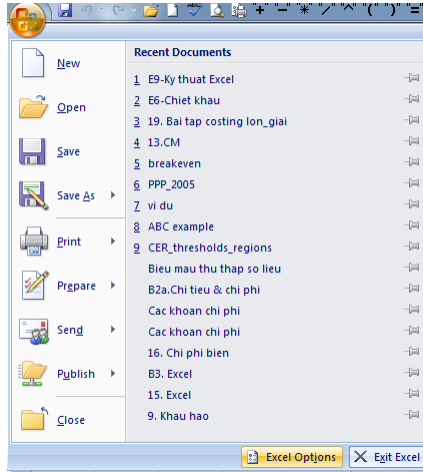 + - * / ^ ( ) =
New
Open
Save
Save As
Print
Prepare
Send
Publish
Close
Recent Documents
1 E9-Ky thuat Excel
2 E6-Chiet khau
3 19. Bai tap costing lon_giai
4 13.CM
5 breakeven
6 PPP_2005
7 vi du
8 ABC example
9 CER_thresholds_regions
Bieu mau thu thap so lieu
B2a.Chi tieu & chi phi
Cac khoan chi phi
Cac khoan chi phi
16. Chi phi bien
B3. Excel
15. Excel
9. Khau hao
Excel Options
Exit Excel